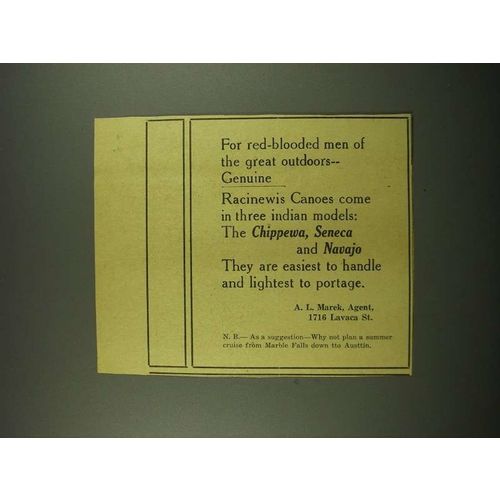 For red-blooded men of
the great outdoors--
Genuine
Racinewis Canoes come
in three indian models:
The Chippewa, Seneca
and Navajo
They are easiest to handle
and lightest to portage.
A. L. Marek, Agent,
1716 Lavaca St.
N. B.— As a suggestion—Why not plan a summer
cruise from Marble Falls down tto Austtin.